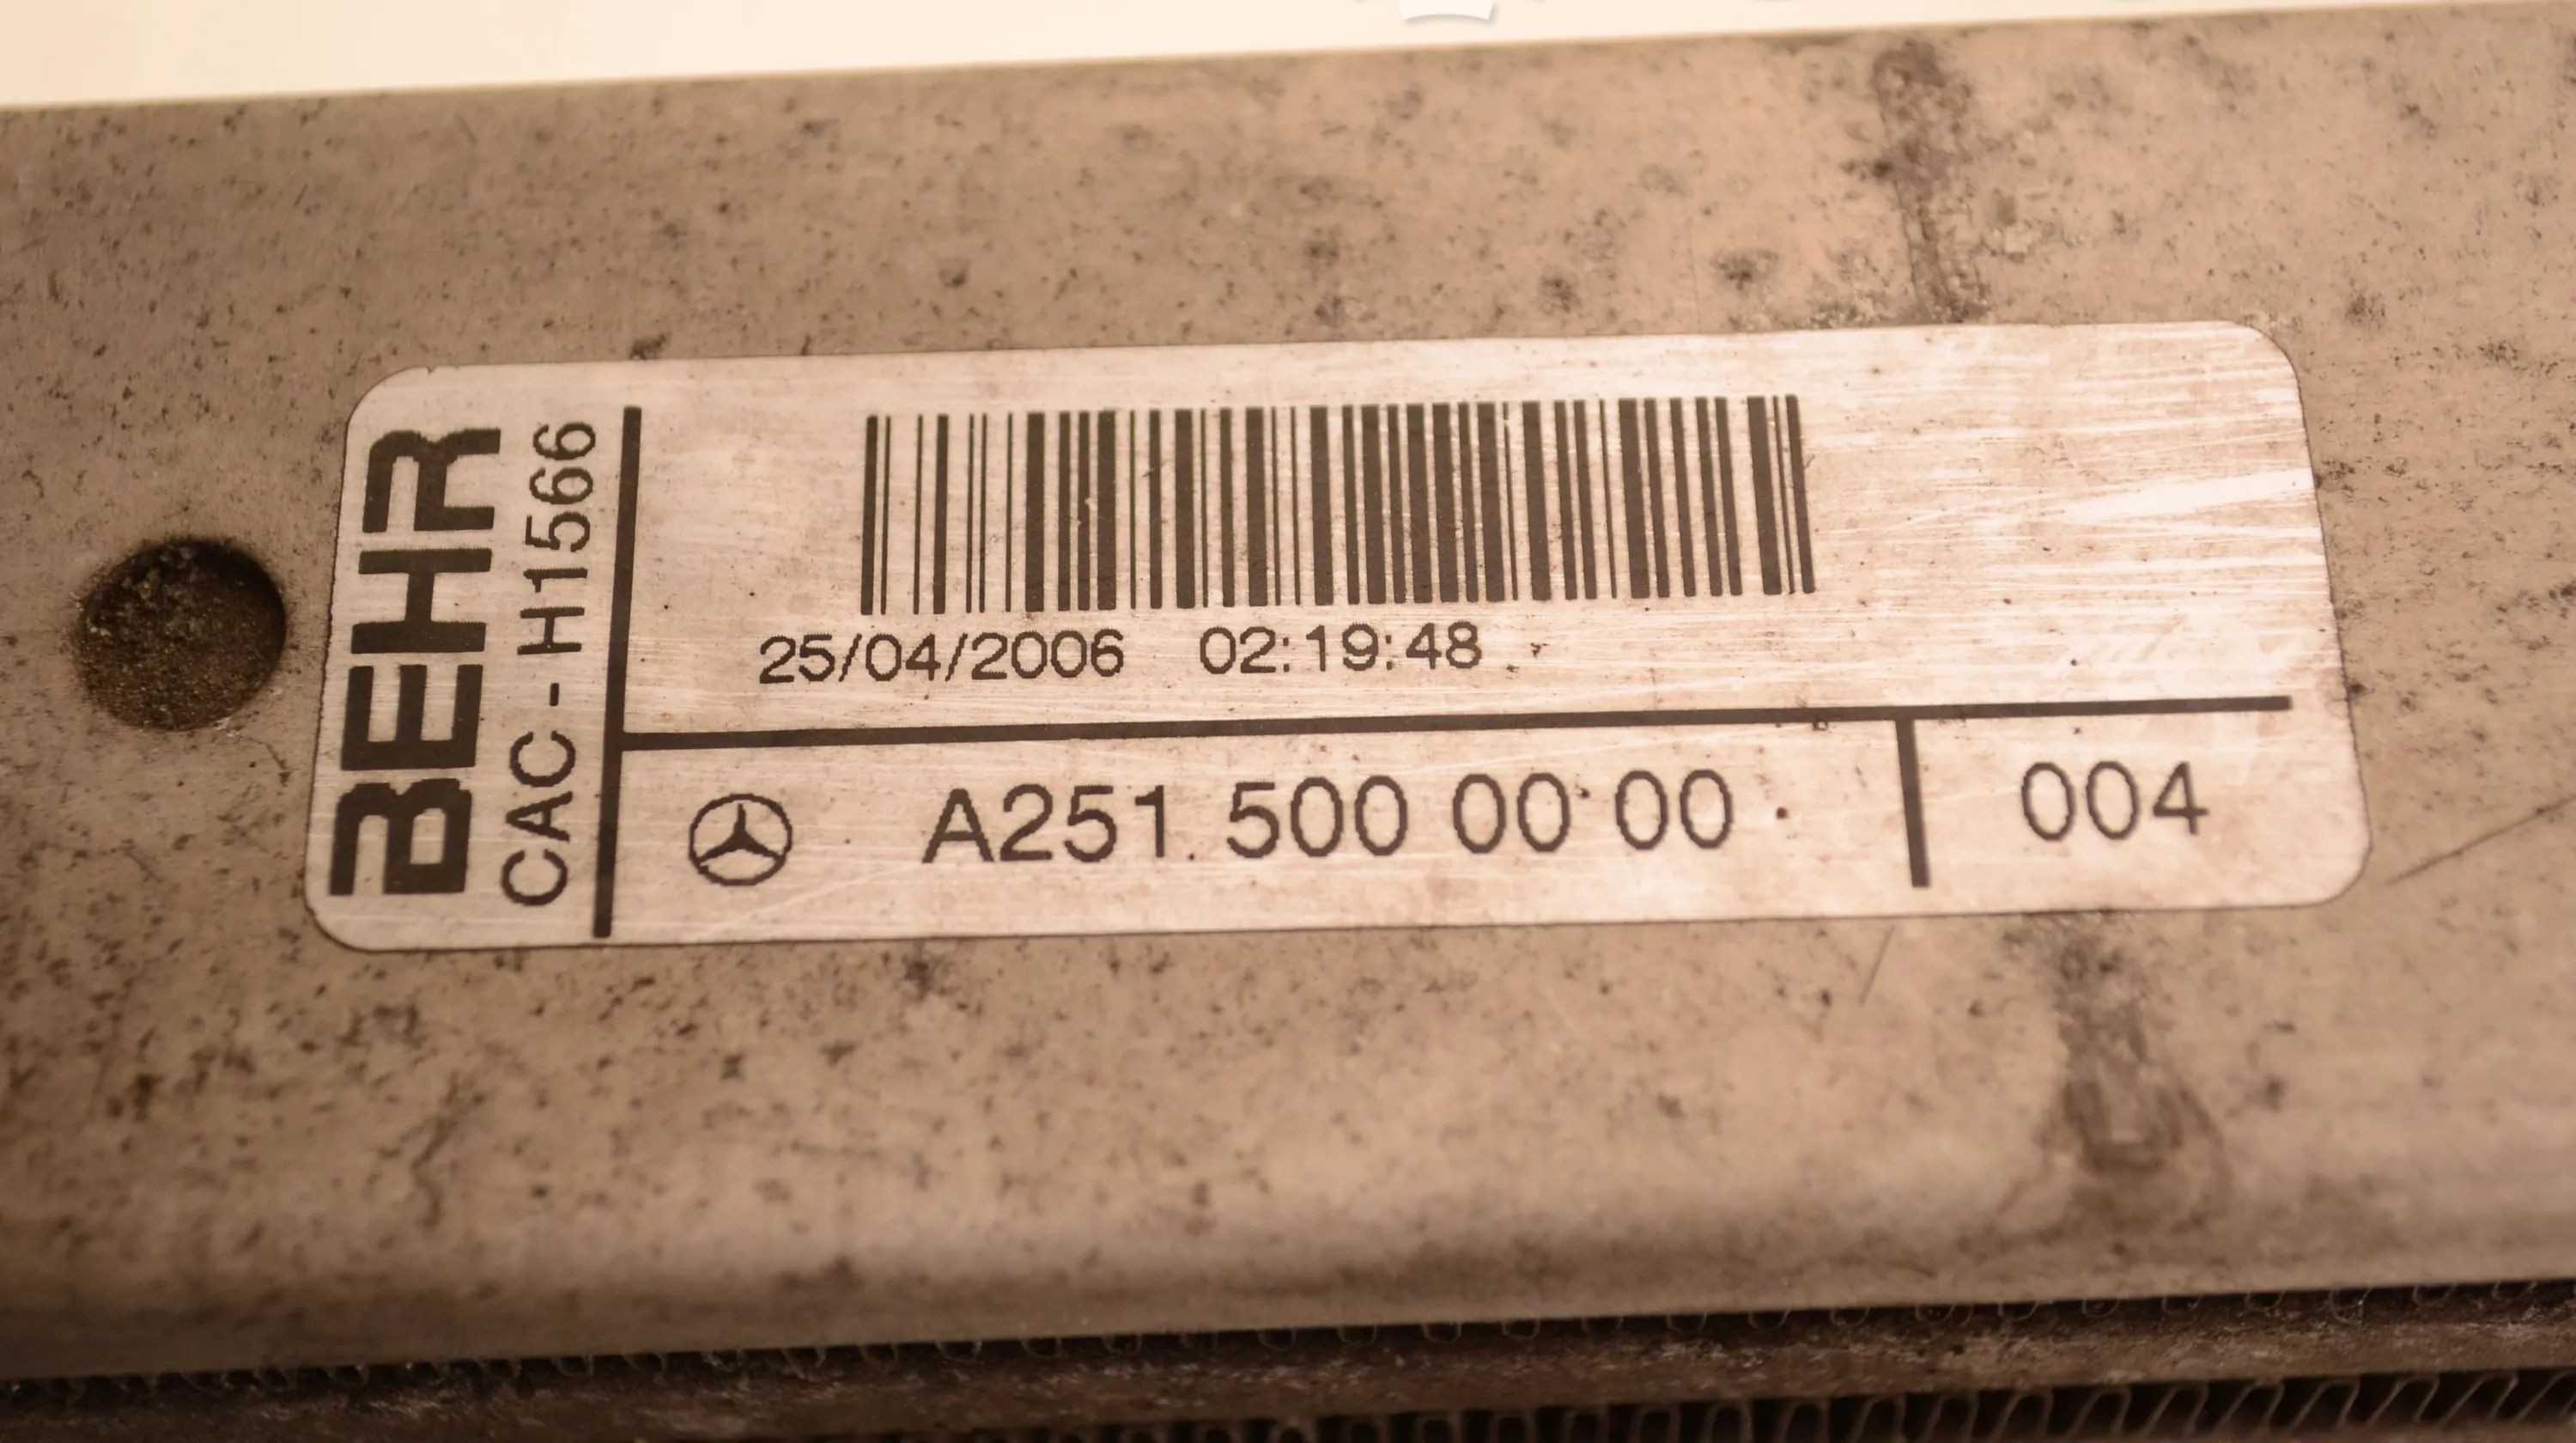 BEHR
CAC - H1566
25/04/2006 02:19:48
A251 500 00 00
004